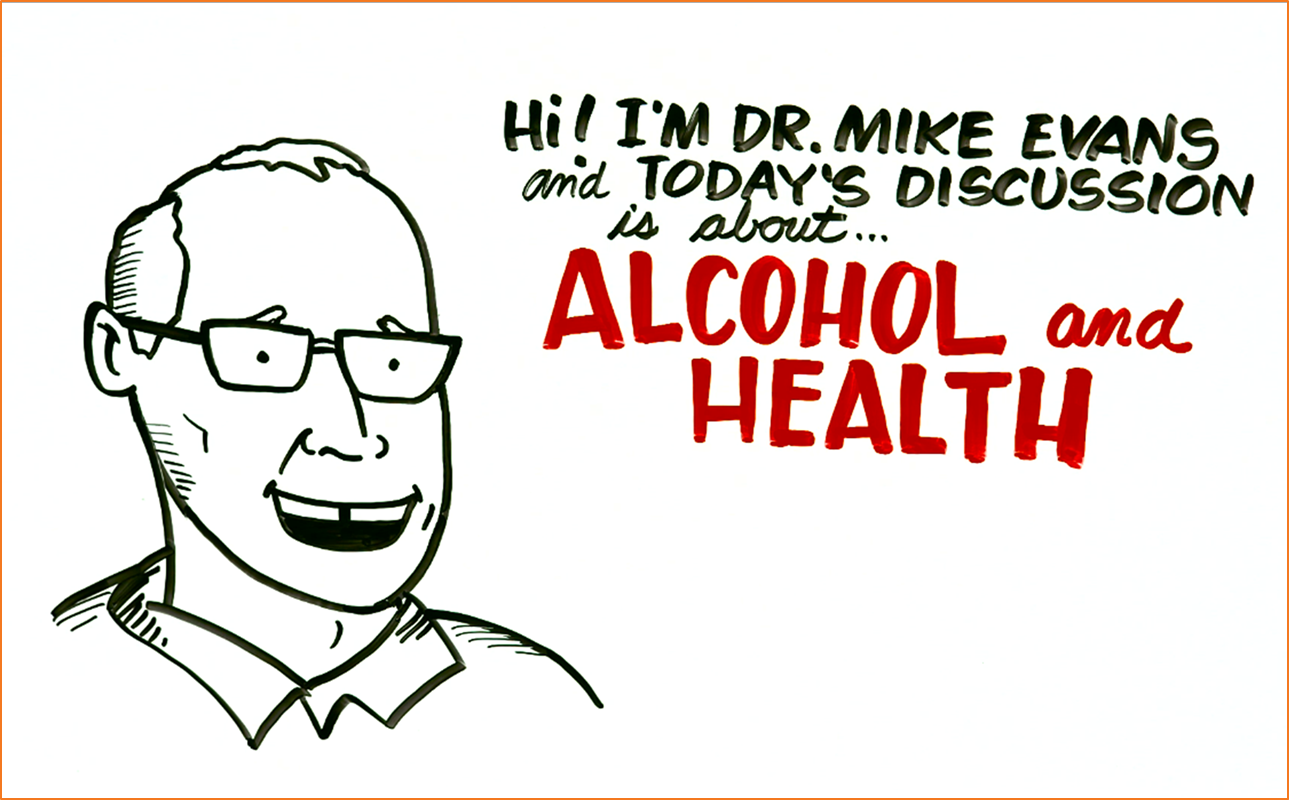 Hi! I'M DR. MIKE EVANS
and TODAY'S DISCUSSION
is about...
ALCOHOL and
HEALTH